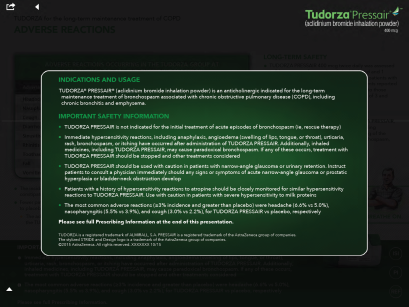 Tudorza® Pressair™
(aclidinium bromide inhalation powder)
400 mcg
ADVERSE REACTIONS
INDICATIONS AND USAGE
TUDORZA® PRESSAIR® (aclidinium bromide inhalation powder) is an anticholinergic indicated for the long-term
maintenance treatment of bronchospasm associated with chronic obstructive pulmonary disease (COPD), including
chronic bronchitis and emphysema.
IMPORTANT SAFETY INFORMATION
• TUDORZA PRESSAIR is not indicated for the initial treatment of acute episodes of bronchospasm (ie, rescue therapy)
• Immediate hypersensitivity reactions, including anaphylaxis, angioedema (swelling of lips, tongue, or throat), urticaria,
rash, bronchospasm, or itching have occurred after administration of TUDORZA PRESSAIR. Additionally, inhaled
medicines, including TUDORZA PRESSAIR, may cause paradoxical bronchospasm. If any of these occurs, treatment with
TUDORZA PRESSAIR should be stopped and other treatments considered
• TUDORZA PRESSAIR should be used with caution in patients with narrow-angle glaucoma or urinary retention. Instruct
patients to consult a physician immediately should any signs or symptoms of acute narrow-angle glaucoma or prostatic
hyperplasia or bladder-neck obstruction develop
• Patients with a history of hypersensitivity reactions to atropine should be closely monitored for similar hypersensitivity
reactions to TUDORZA PRESSAIR. Use with caution in patients with severe hypersensitivity to milk proteins
• The most common adverse reactions (≥3% incidence and greater than placebo) were headache (6.6% vs 5.0%),
nasopharyngitis (5.5% vs 3.9%), and cough (3.0% vs 2.2%), for TUDORZA PRESSAIR vs placebo, respectively
Please see full Prescribing Information at the end of this presentation.
TUDORZA is a registered trademark of ALMIRALL, S.A. PRESSAIR is a registered trademark of the AstraZeneca group of companies.
The stylized STRIDE and Design logo is a trademark of the AstraZeneca group of companies.
©2015 AstraZeneca. All rights reserved.